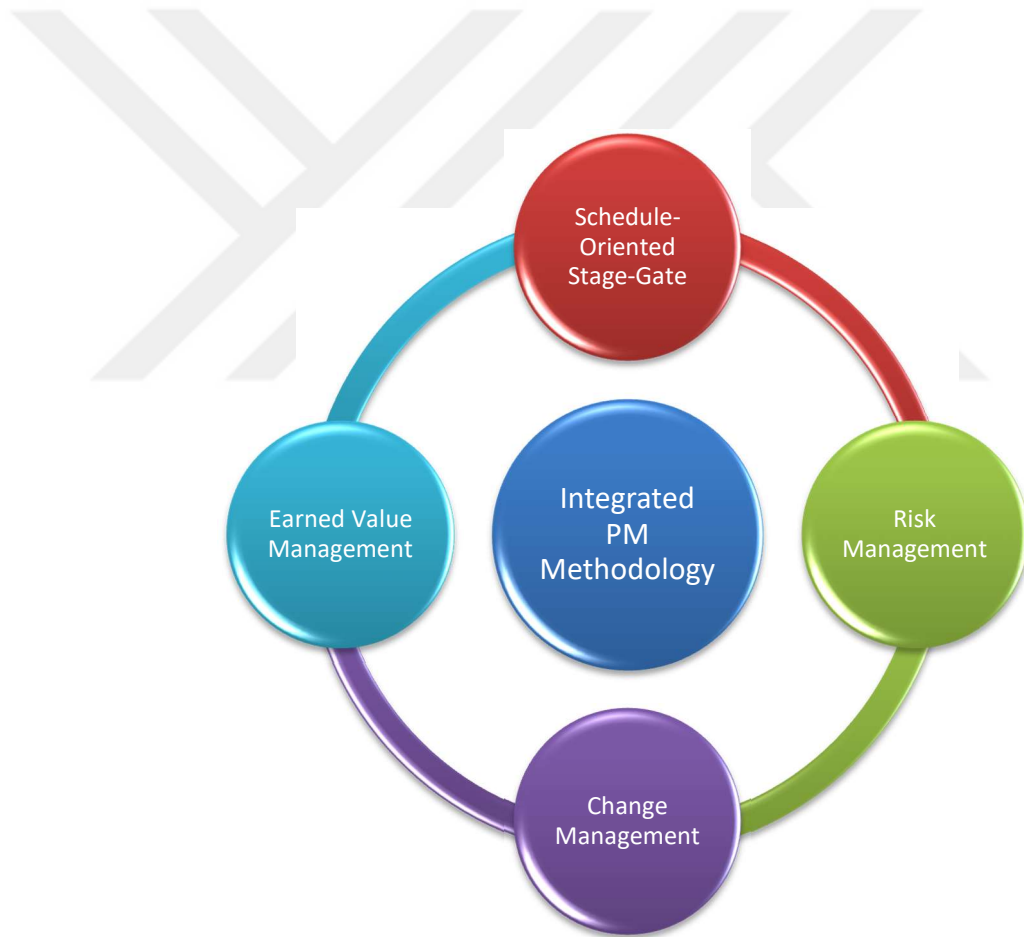 Schedule-
Oriented
Stage-Gate
Earned Value
Management
Integrated
PM
Methodology
Risk
Management
Change
Management